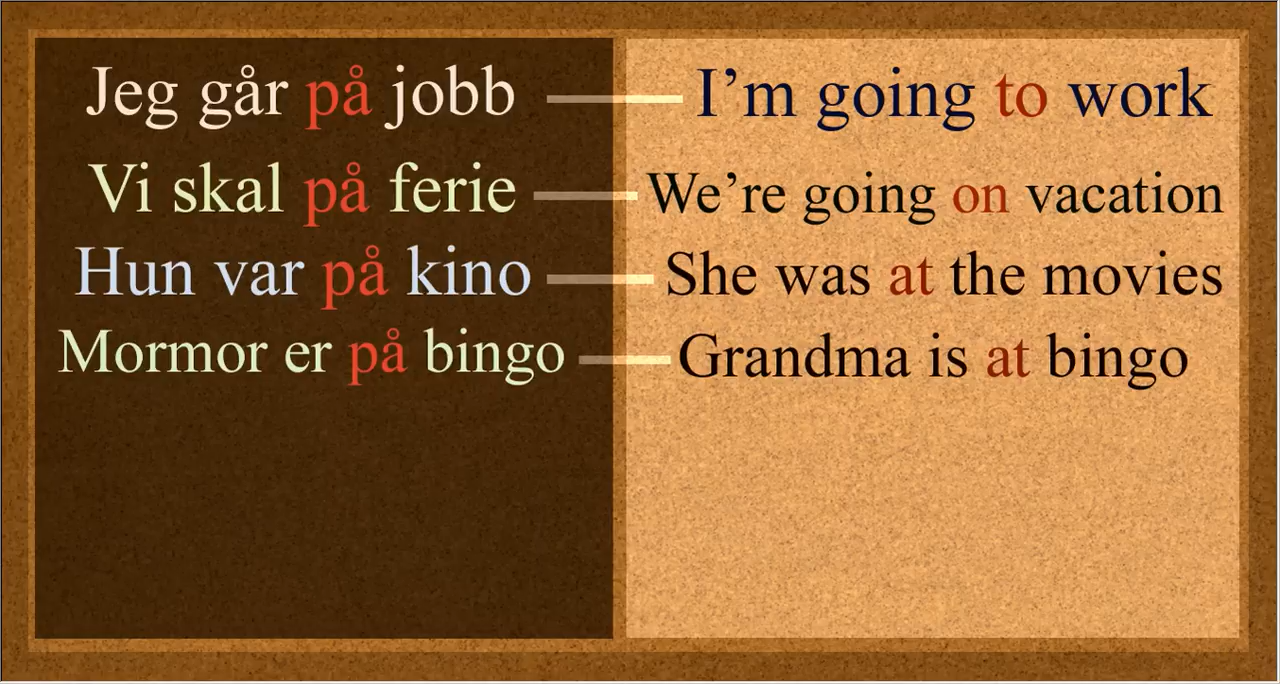 Jeg går på jobb I’m going to work
Vi skal på ferie We’re going on vacation
Hun var på kino She was at the movies
Mormor er på bingo Grandma is at bingo